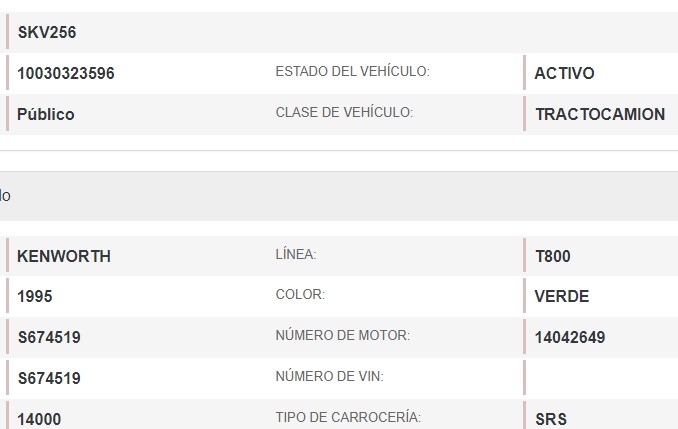 SKV256
10030323596 ESTADO DEL VEHÍCULO: ACTIVO
Público CLASE DE VEHÍCULO: TRACTOCAMION
lo
KENWORTH LÍNEA: T800
1995 COLOR: VERDE
S674519 NÚMERO DE MOTOR: 14042649
S674519 NÚMERO DE VIN:
14000 TIPO DE CARROCERÍA: SRS